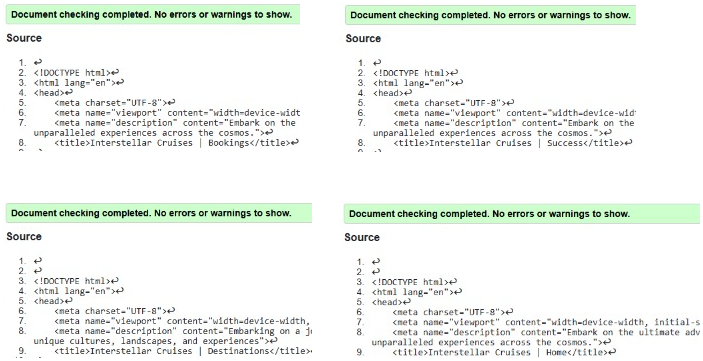 Document checking completed. No errors or warnings to show.
Source
1. ↩
2. <!DOCTYPE html>↩
3. <html lang="en">↩
4. <head>↩
5. <meta charset="UTF-8">↩
6. <meta name="viewport" content="width=device-widt
7. <meta name="description" content="Embark on the
unparalleled experiences across the cosmos.">↩
8. <title>Interstellar Cruises | Bookings</title>↩
Document checking completed. No errors or warnings to show.
Source
1. ↩
2. <!DOCTYPE html>↩
3. <html lang="en">↩
4. <head>↩
5. <meta charset="UTF-8">↩
6. <meta name="viewport" content="width=device-wid
7. <meta name="description" content="Embark on the
unparalleled experiences across the cosmos.">↩
8. <title>Interstellar Cruises | Success</title>↩
Document checking completed. No errors or warnings to show.
Source
1. ↩
2. ↩
3. <!DOCTYPE html>↩
4. <html lang="en">↩
5. <head>↩
6. <meta charset="UTF-8">↩
7. <meta name="viewport" content="width=device-width,
8. <meta name="description" content="Embarking on a j
unique cultures, landscapes, and experiences">↩
9. <title>Interstellar Cruises | Destinations</title>
Document checking completed. No errors or warnings to show.
Source
1. ↩
2. ↩
3. <!DOCTYPE html>↩
4. <html lang="en">↩
5. <head>↩
6. <meta charset="UTF-8">↩
7. <meta name="viewport" content="width=device-width, initial-s
8. <meta name="description" content="Embark on the ultimate adv
unparalleled experiences across the cosmos.">↩
9. <title>Interstellar Cruises | Home</title>↩